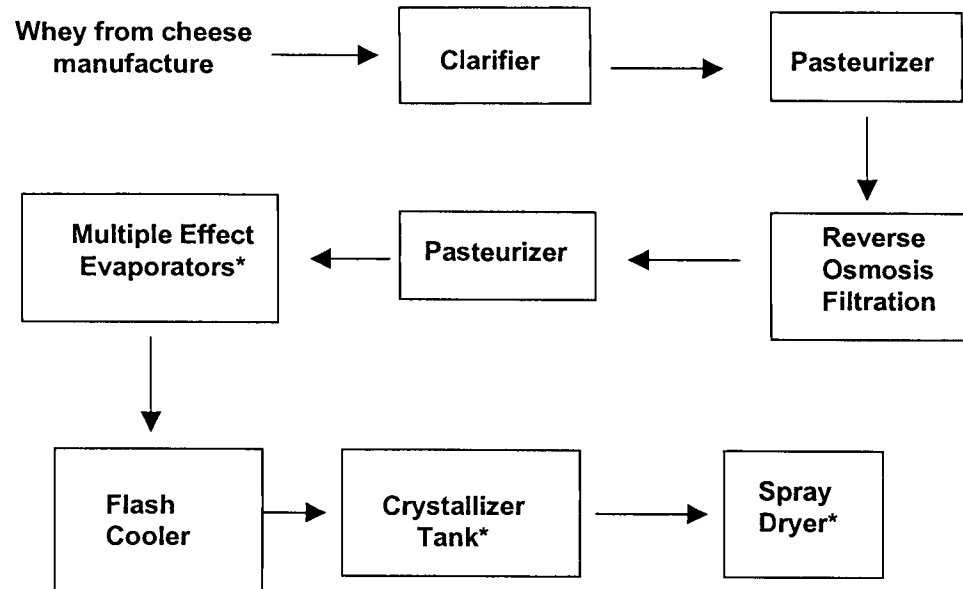 Whey from cheese
manufacture
Clarifier
Pasteurizer
Reverse
Osmosis
Filtration
Pasteurizer
Multiple Effect
Evaporators*
Flash
Cooler
Crystallizer
Tank*
Spray
Dryer*